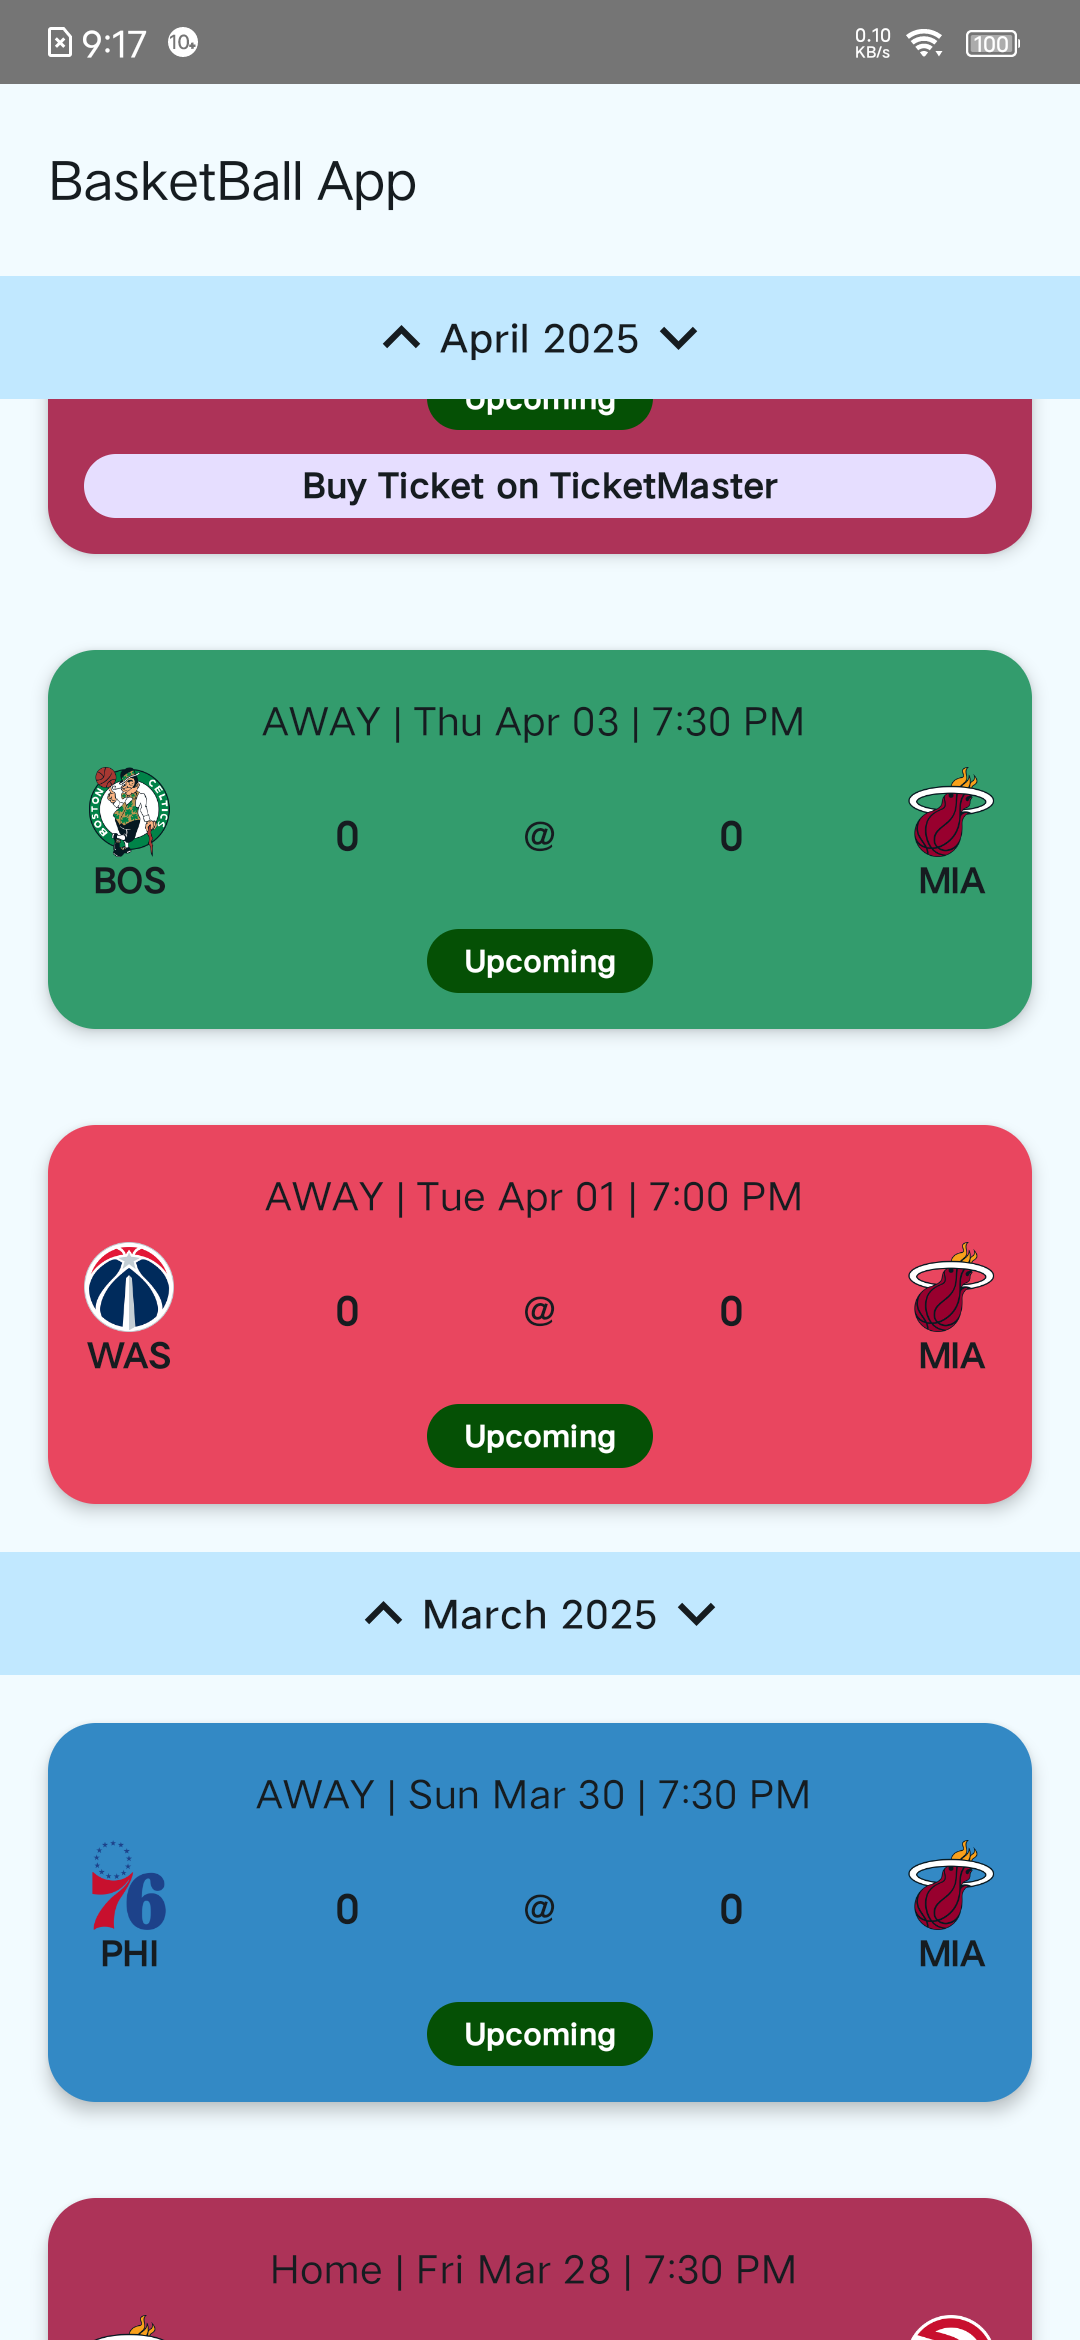 9:17 10+ 0.10 KB/s 100
BasketBall App
April 2025
Upcoming
Buy Ticket on TicketMaster
AWAY | Thu Apr 03 | 7:30 PM
BOSTON CELTICS
0 @ 0
BOS MIA
Upcoming
AWAY | Tue Apr 01 | 7:00 PM
0 @ 0
WAS MIA
Upcoming
March 2025
AWAY | Sun Mar 30 | 7:30 PM
76
0 @ 0
PHI MIA
Upcoming
Home | Fri Mar 28 | 7:30 PM